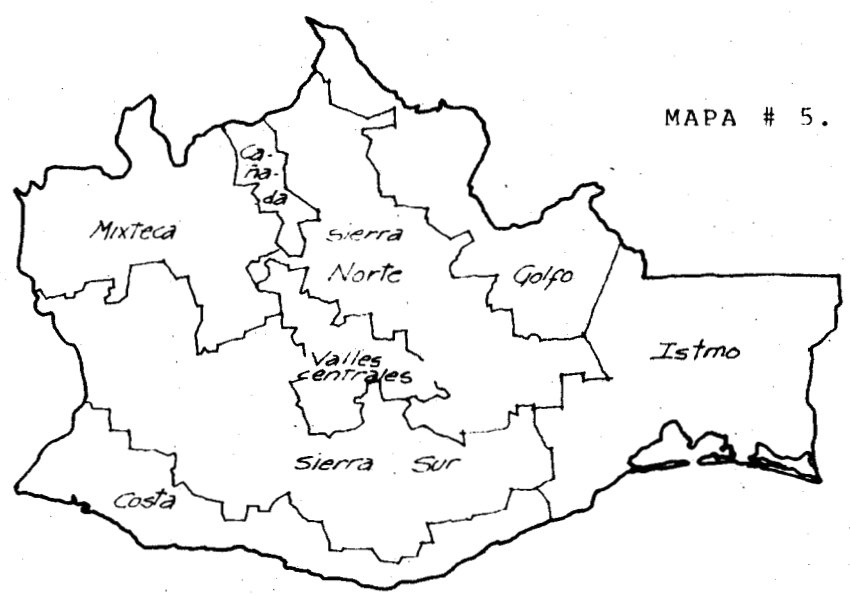 MAPA # 5.
Ca-
ña-
da
Mixteca
Sierra
Norte
Golfo
Istmo
Valles
centrales
Sierra Sur
Costa